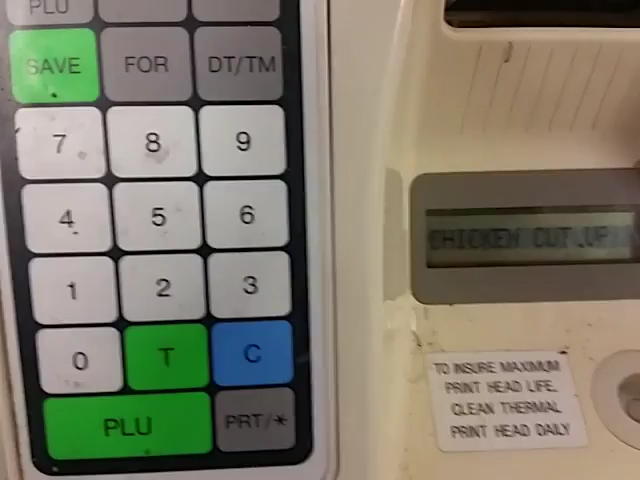 PLU
SAVE FOR DT/TM
7 8 9
4 5 6
1 2 3
0 T C
PLU PRT/*
CHICKEN CUT UP
TO INSURE MAXIMUM
PRINT HEAD LIFE,
CLEAN THERMAL
PRINT HEAD DAILY